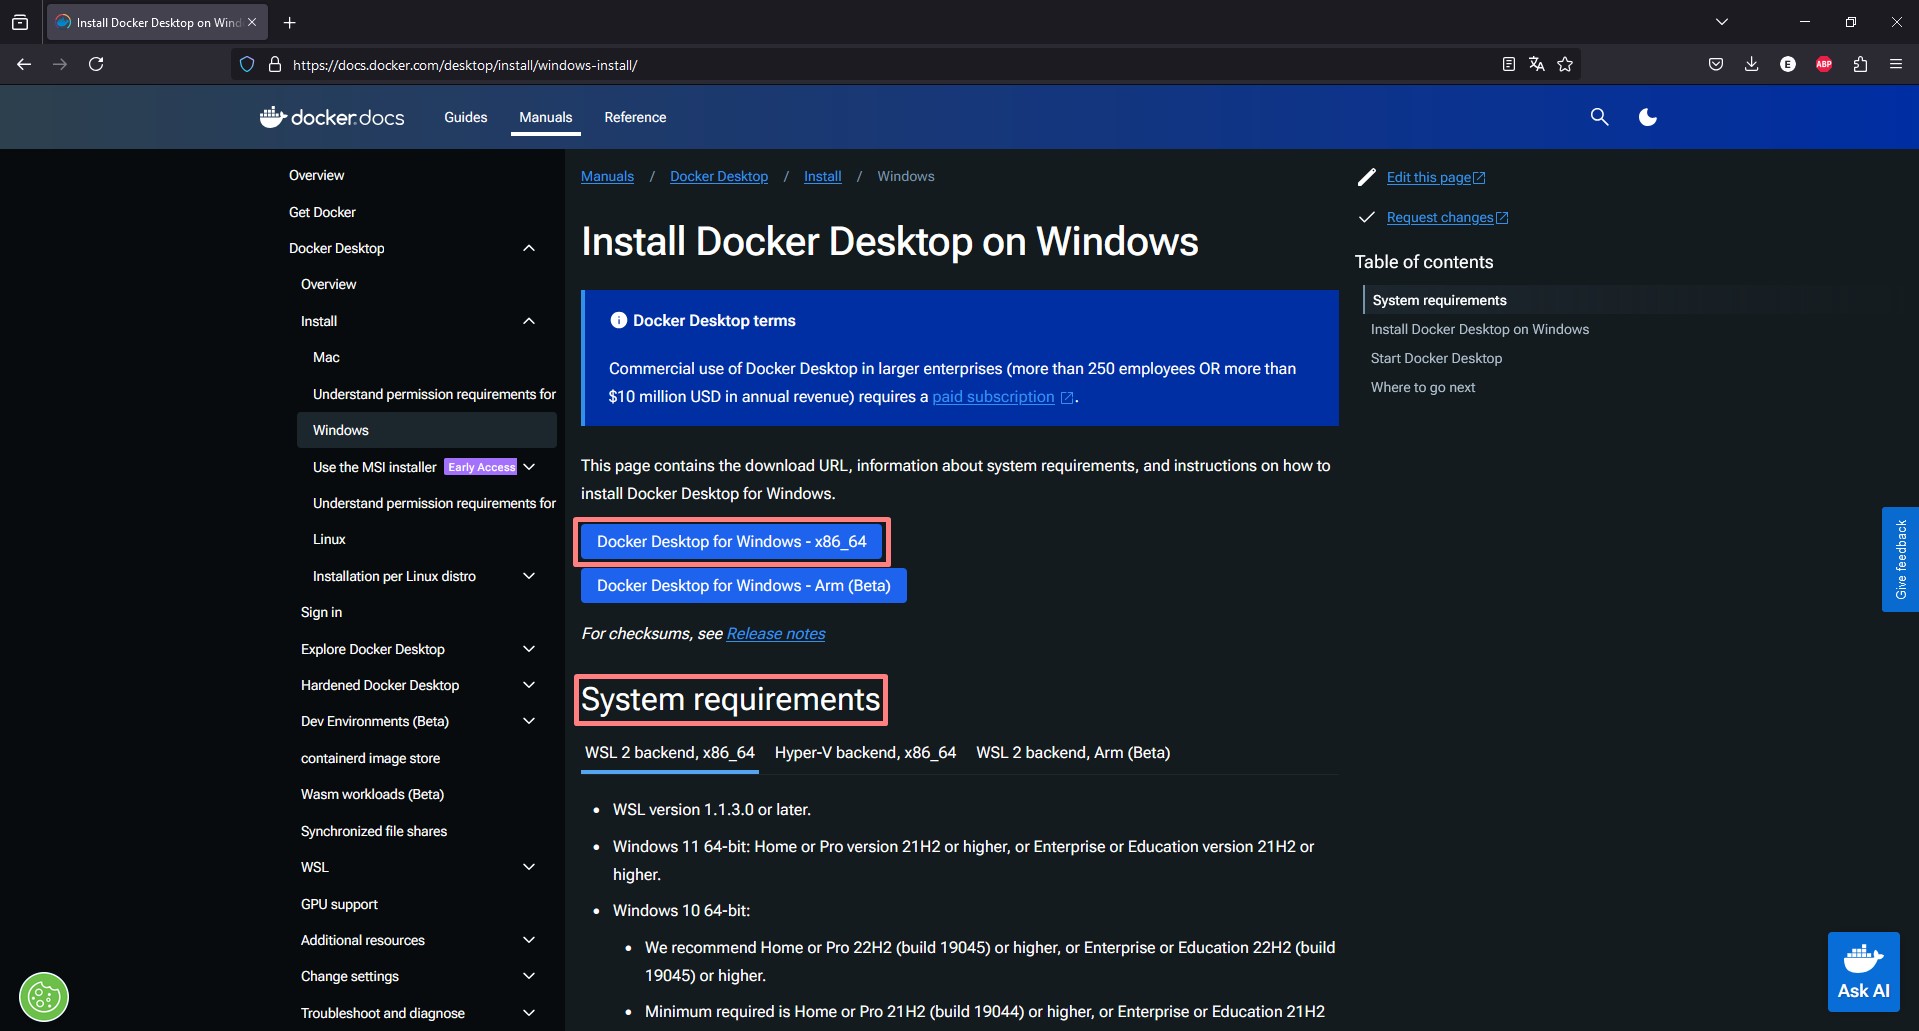 Install Docker Desktop on Wind
https://docs.docker.com/desktop/install/windows-install/
E
ABP
docker.docs
Guides
Manuals
Reference
Overview
Get Docker
Docker Desktop
Overview
Install
Mac
Understand permission requirements for
Windows
Use the MSI installer Early Access
Understand permission requirements for
Linux
Installation per Linux distro
Sign in
Explore Docker Desktop
Hardened Docker Desktop
Dev Environments (Beta)
containerd image store
Wasm workloads (Beta)
Synchronized file shares
WSL
GPU support
Additional resources
Change settings
Troubleshoot and diagnose
Manuals / Docker Desktop / Install / Windows
Install Docker Desktop on Windows
Docker Desktop terms
Commercial use of Docker Desktop in larger enterprises (more than 250 employees OR more than
$10 million USD in annual revenue) requires a paid subscription .
This page contains the download URL, information about system requirements, and instructions on how to
install Docker Desktop for Windows.
Docker Desktop for Windows - x86_64
Docker Desktop for Windows - Arm (Beta)
For checksums, see Release notes
System requirements
WSL 2 backend, x86_64 Hyper-V backend, x86_64 WSL 2 backend, Arm (Beta)
• WSL version 1.1.3.0 or later.
• Windows 11 64-bit: Home or Pro version 21H2 or higher, or Enterprise or Education version 21H2 or
higher.
• Windows 10 64-bit:
• We recommend Home or Pro 22H2 (build 19045) or higher, or Enterprise or Education 22H2 (build
19045) or higher.
• Minimum required is Home or Pro 21H2 (build 19044) or higher, or Enterprise or Education 21H2
Edit this page
Request changes
Table of contents
System requirements
Install Docker Desktop on Windows
Start Docker Desktop
Where to go next
Give feedback
Ask AI